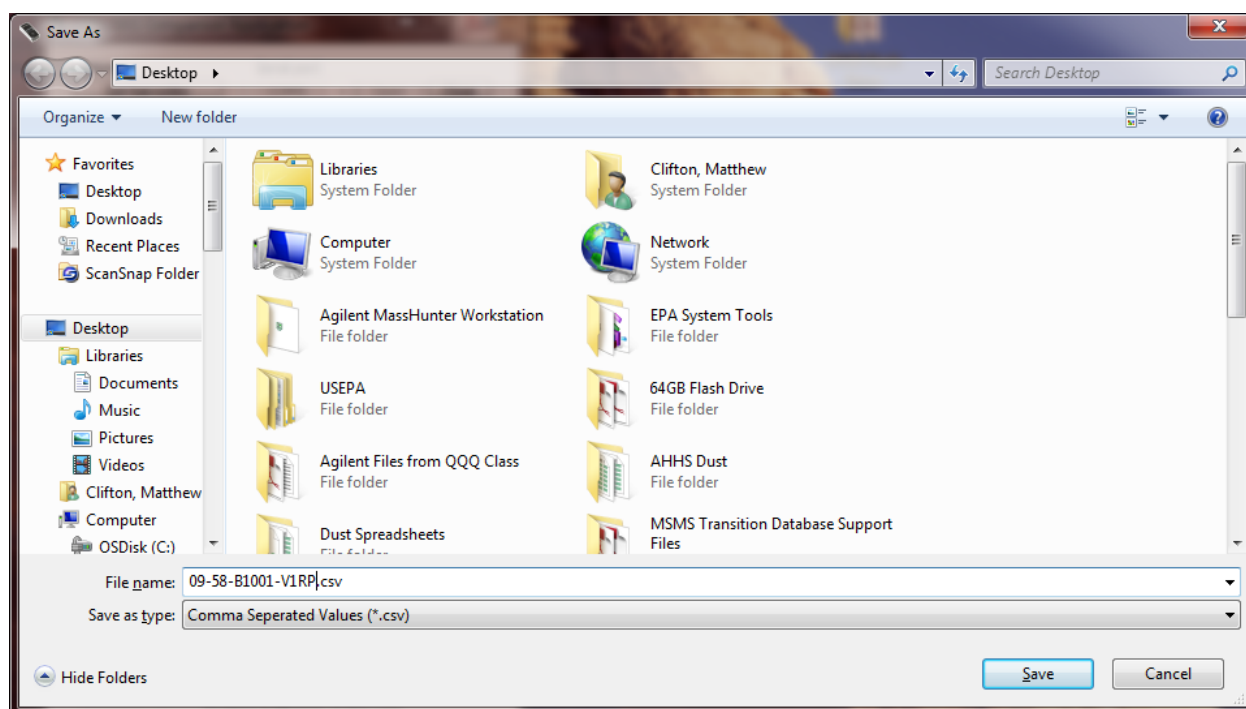 Save As
Desktop
Search Desktop
Organize
New folder
Favorites
Desktop
Downloads
Recent Places
ScanSnap Folder
Desktop
Libraries
Documents
Music
Pictures
Videos
Clifton, Matthew
Computer
OSDisk (C:)
Libraries
System Folder
Clifton, Matthew
System Folder
Computer
System Folder
Network
System Folder
Agilent MassHunter Workstation
File folder
EPA System Tools
File folder
USEPA
File folder
64GB Flash Drive
File folder
Agilent Files from QQQ Class
File folder
AHHS Dust
File folder
Dust Spreadsheets
File folder
MSMS Transition Database Support
Files
File name: 09-58-B1001-V1RP.csv
Save as type: Comma Seperated Values (*.csv)
Hide Folders
Save
Cancel